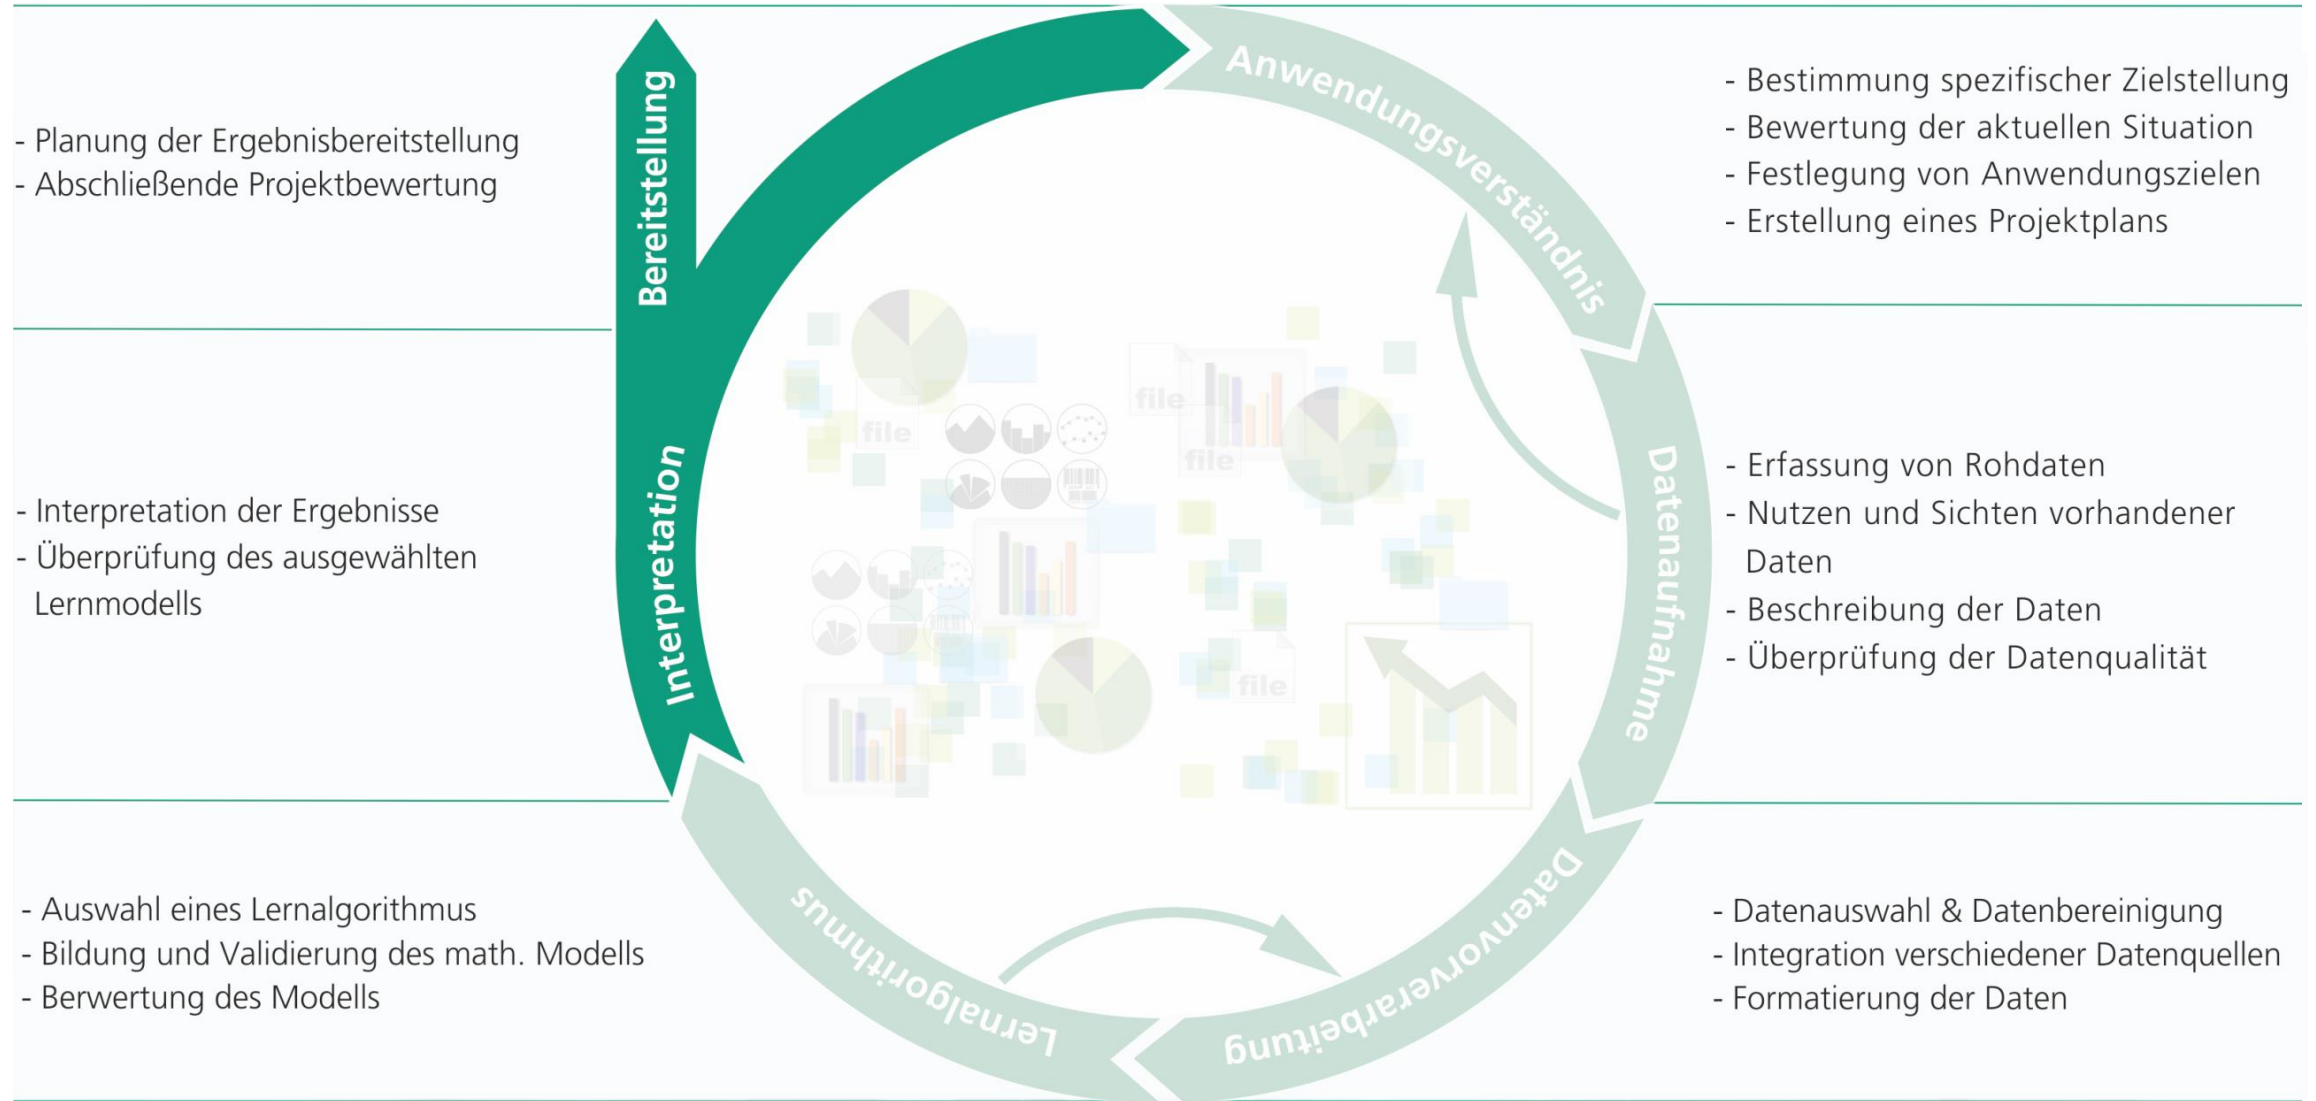 Bereitstellung
- Planung der Ergebnisbereitstellung
- Abschließende Projektbewertung
Anwendungsverständnis
- Bestimmung spezifischer Zielstellung
- Bewertung der aktuellen Situation
- Festlegung von Anwendungszielen
- Erstellung eines Projektplans
Interpretation
- Interpretation der Ergebnisse
- Überprüfung des ausgewählten
Lernmodells
file
file
file
file
Datenaufnahme
- Erfassung von Rohdaten
- Nutzen und Sichten vorhandener
Daten
- Beschreibung der Daten
- Überprüfung der Datenqualität
Lernalgorithmus
- Auswahl eines Lernalgorithmus
- Bildung und Validierung des math. Modells
- Berwertung des Modells
Datenvorverarbeitung
- Datenauswahl & Datenbereinigung
- Integration verschiedener Datenquellen
- Formatierung der Daten